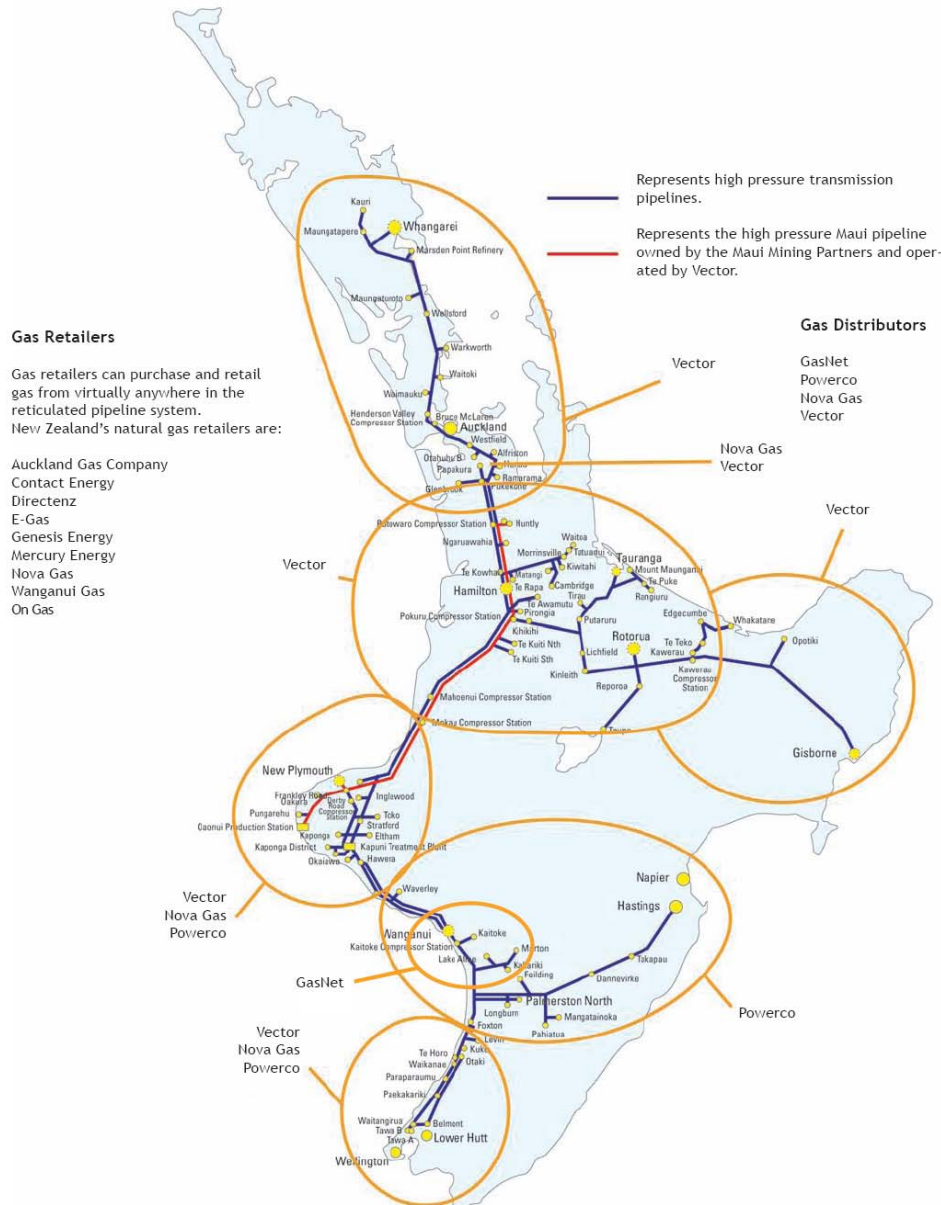 Kauri
Whangarei
Maungatapere
Marsden Point Refinery
Maungaturoto
Wellsford
Warkworth
Waitoki
Waimauku
Henderson Valley
Compressor Station
Bruce McLaren
Auckland
Westfield
Otahuhu B
Alfriston
Papakura
Hunua
Ramarama
Glenbrook
Pukekohe
Represents high pressure transmission
pipelines.
Represents the high pressure Maui pipeline
owned by the Maui Mining Partners and oper-
ated by Vector.
Gas Retailers
Gas retailers can purchase and retail
gas from virtually anywhere in the
reticulated pipeline system.
New Zealand's natural gas retailers are:
Auckland Gas Company
Contact Energy
Directenz
E-Gas
Genesis Energy
Mercury Energy
Nova Gas
Wanganui Gas
On Gas
Gas Distributors
GasNet
Powerco
Nova Gas
Vector
Vector
Nova Gas
Vector
Vector
Vector
Rotowaro Compressor Station
Huntly
Ngaruawahia
Waitoa
Morrinsville
Tatuanui
Kiwitahi
Tauranga
Mount Maunganui
Te Puke
Rangiuru
Te Kowhai
Matangi
Cambridge
Hamilton
Te Rapa
Te Awamutu
Tirau
Pokuru Compressor Station
Pirongia
Kihikihi
Putaruru
Te Kuiti Nth
Te Kuiti Sth
Rotorua
Lichfield
Kinleith
Reporoa
Taupo
Edgecumbe
Whakatane
Te Teko
Kawerau
Kawerau
Compressor
Station
Opotiki
Gisborne
Mahoenui Compressor Station
Mokau Compressor Station
New Plymouth
Frankley Road
Oakura
Derby
Road
Compressor
Station
Inglewood
Pungarehu
Toko
Oaonui Production Station
Stratford
Kaponga
Eltham
Kaponga District
Kapuni Treatment Plant
Okaiawa
Hawera
Vector
Nova Gas
Powerco
Waverley
Wanganui
Kaitoke Compressor Station
Kaitoke
Lake Alice
Marton
Kakariki
Feilding
GasNet
Napier
Hastings
Takapau
Dannevirke
Palmerston North
Longburn
Mangatainoka
Pahiatua
Powerco
Vector
Nova Gas
Powerco
Foxton
Levin
Kuku
Te Horo
Otaki
Waikanae
Paraparaumu
Paekakariki
Waitangirua
Belmont
Tawa B
Tawa A
Lower Hutt
Wellington